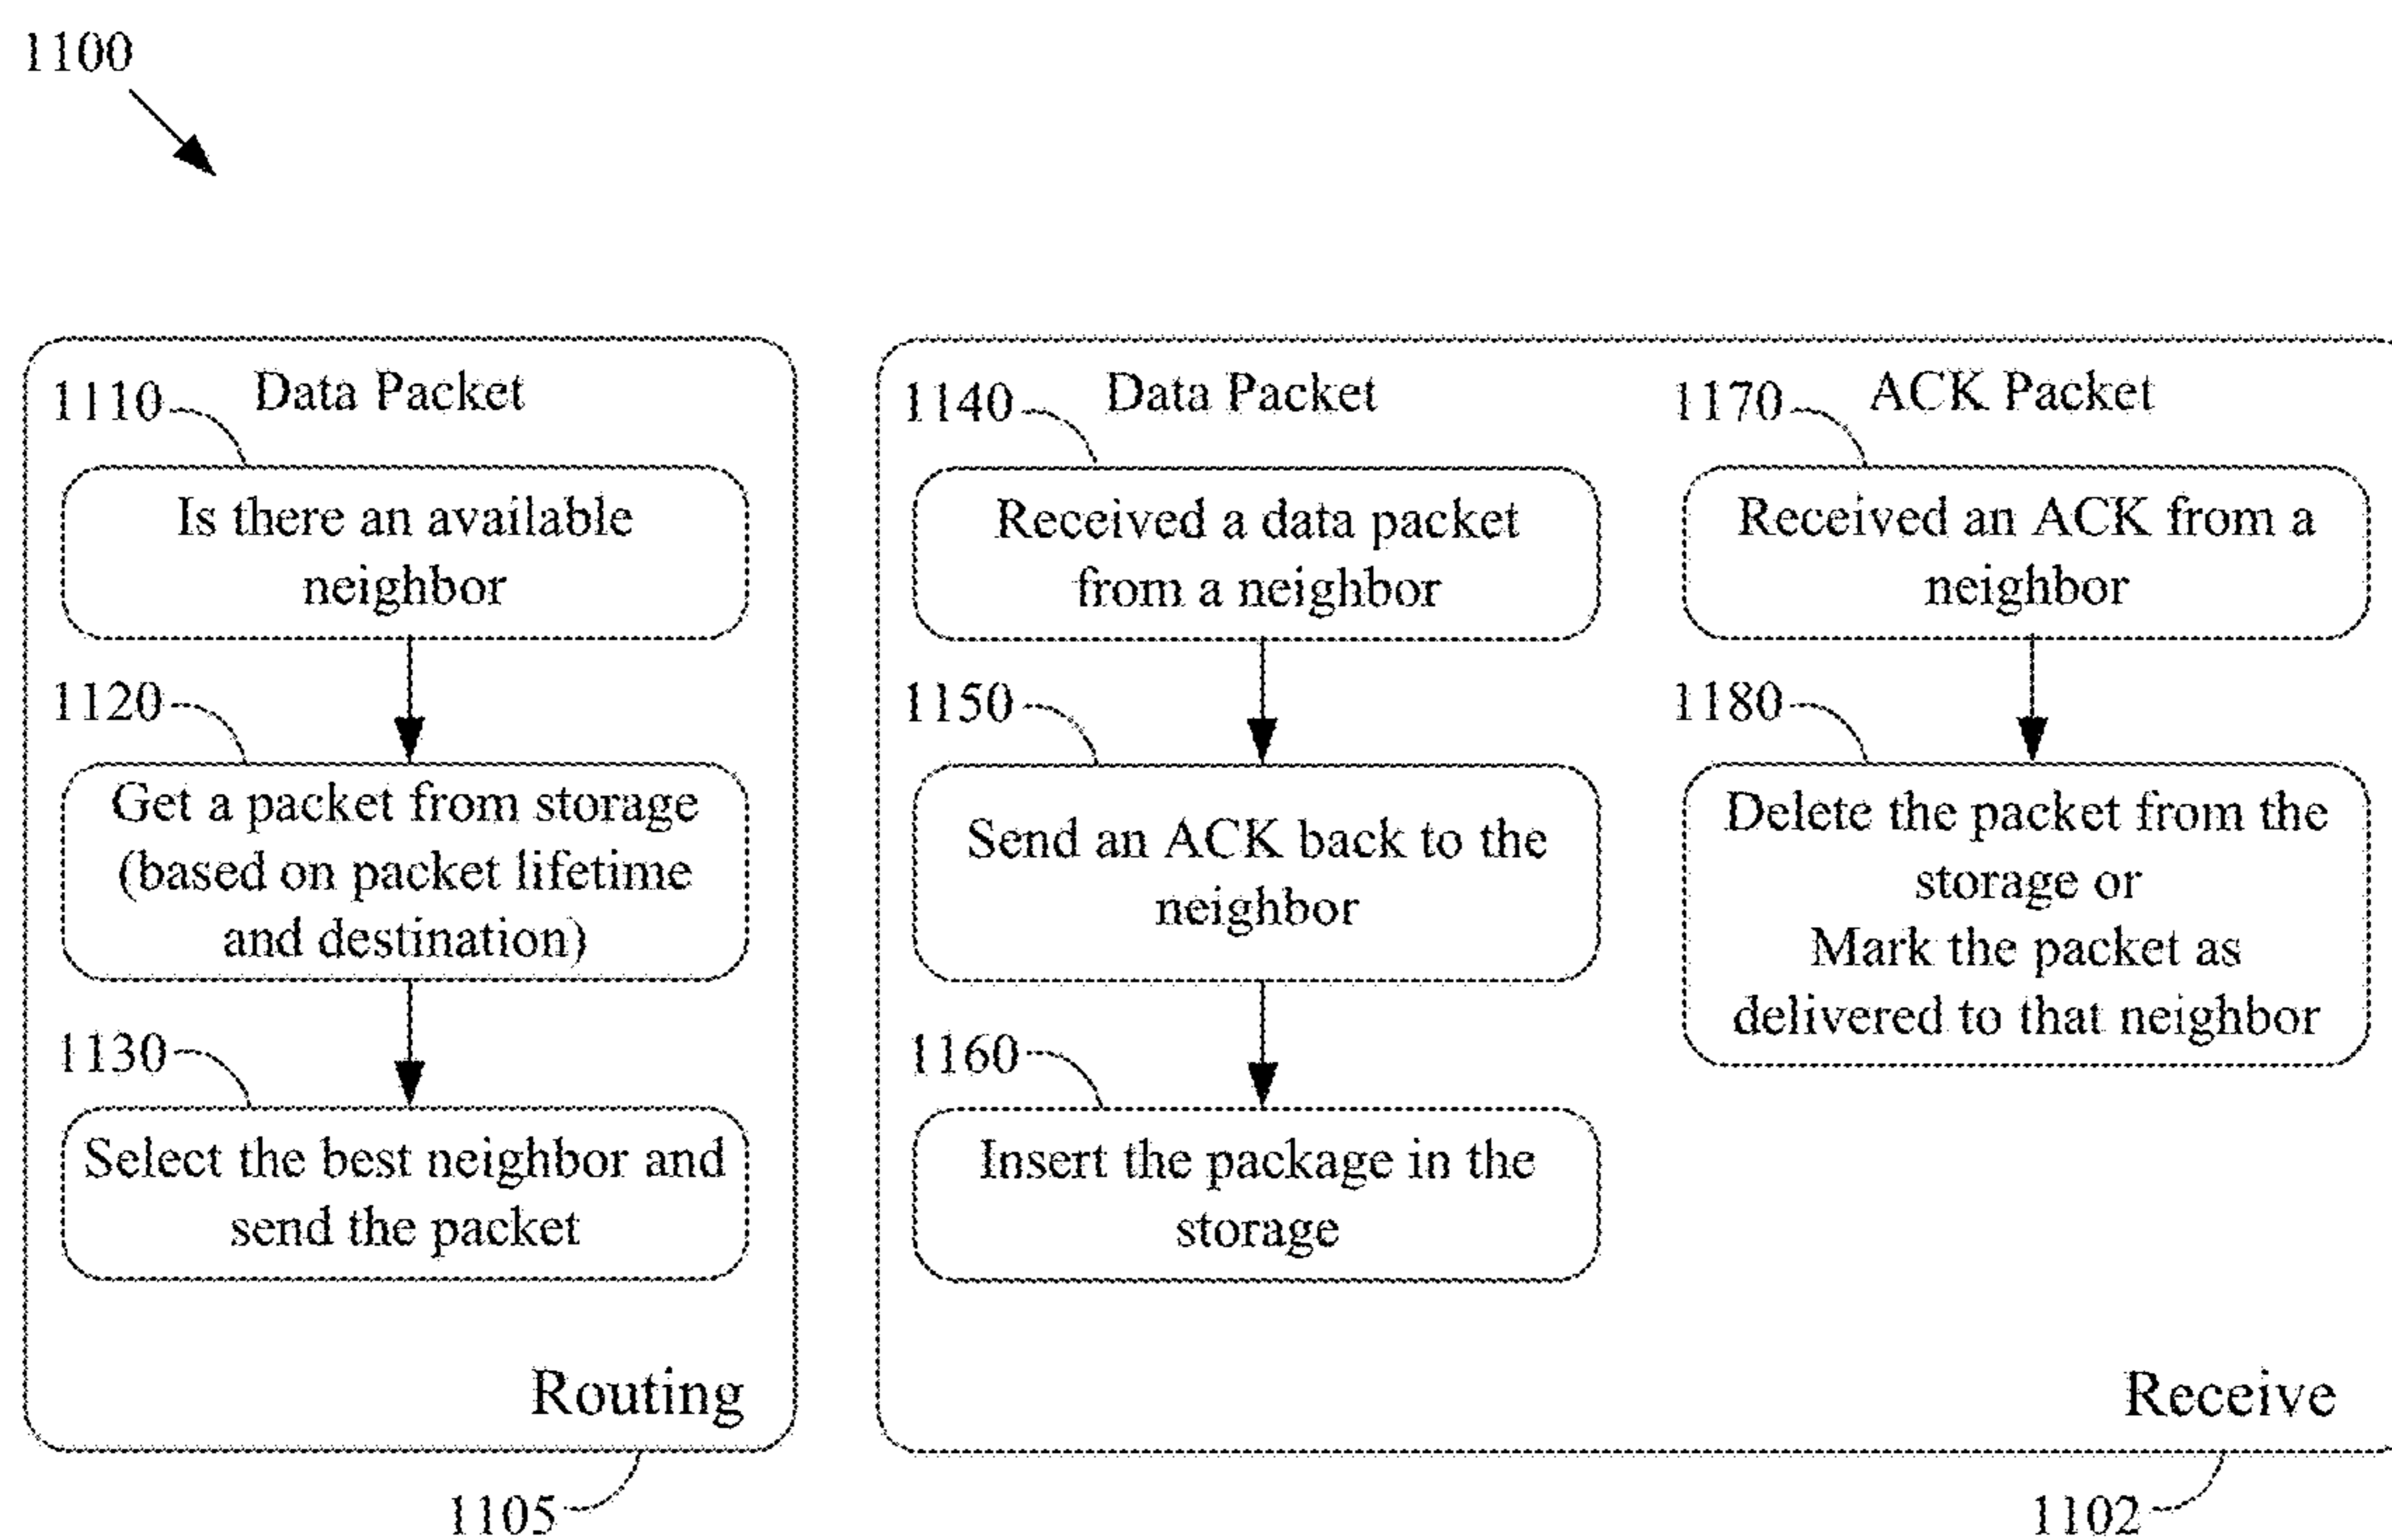 1100
1110
Data Packet
Is there an available
neighbor
1120
Get a packet from storage
(based on packet lifetime
and destination)
1130
Select the best neighbor and
send the packet
Routing
1105
1140
Data Packet
Received a data packet
from a neighbor
1150
Send an ACK back to the
neighbor
1160
Insert the package in the
storage
1170
ACK Packet
Received an ACK from a
neighbor
1180
Delete the packet from the
storage or
Mark the packet as
delivered to that neighbor
Receive
1102